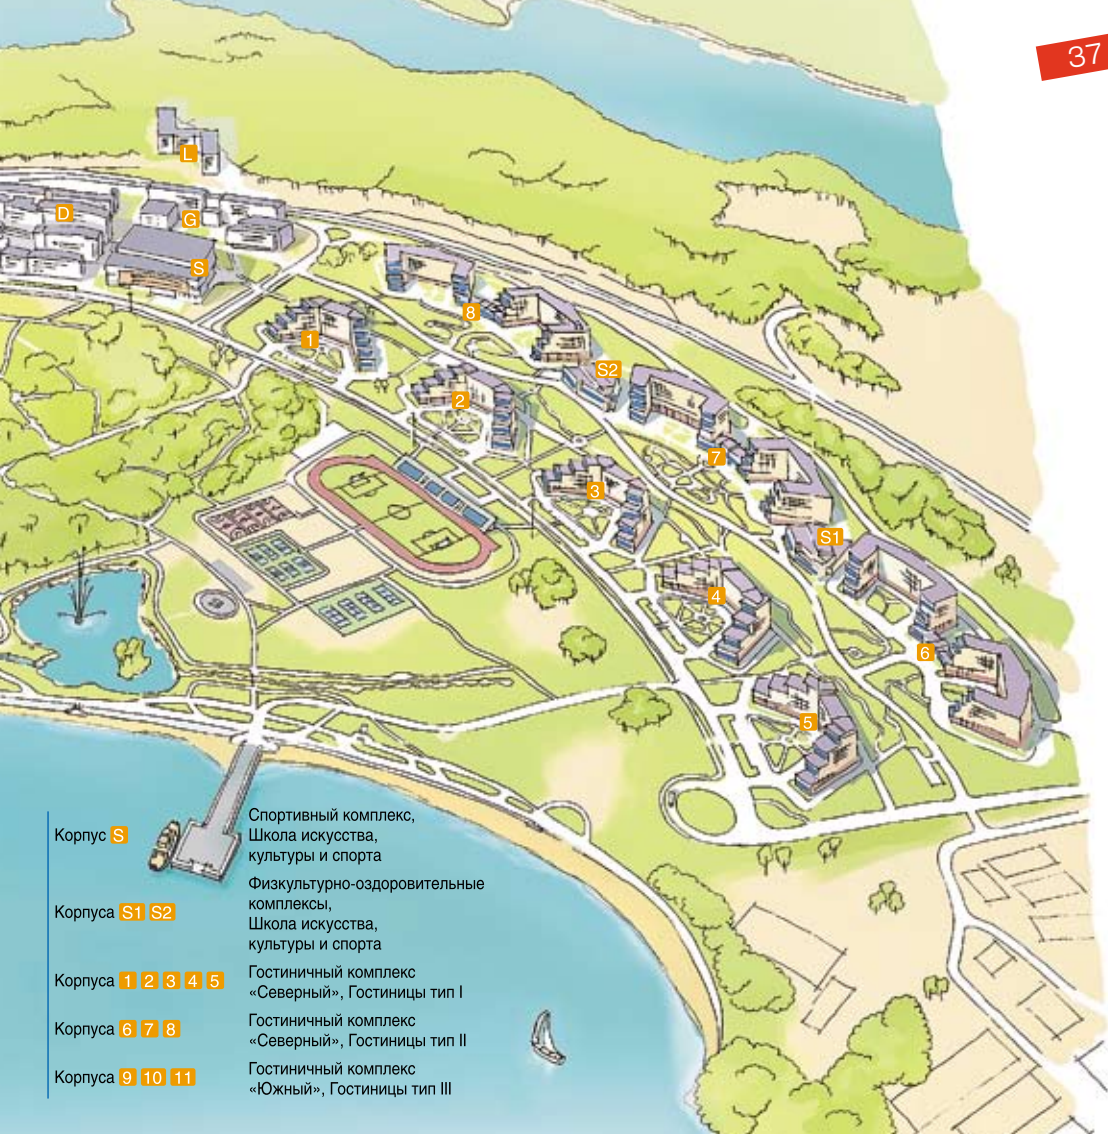 37
L
D
G
S
8
1
S2
2
7
3
S1
4
6
5
Корпус S
Спортивный комплекс,
Школа искусства,
культуры и спорта
Корпуса S1 S2
Физкультурно-оздоровительные
комплексы,
Школа искусства,
культуры и спорта
Корпуса 1 2 3 4 5
Гостиничный комплекс
«Северный», Гостиницы тип I
Корпуса 6 7 8
Гостиничный комплекс
«Северный», Гостиницы тип II
Корпуса 9 10 11
Гостиничный комплекс
«Южный», Гостиницы тип III